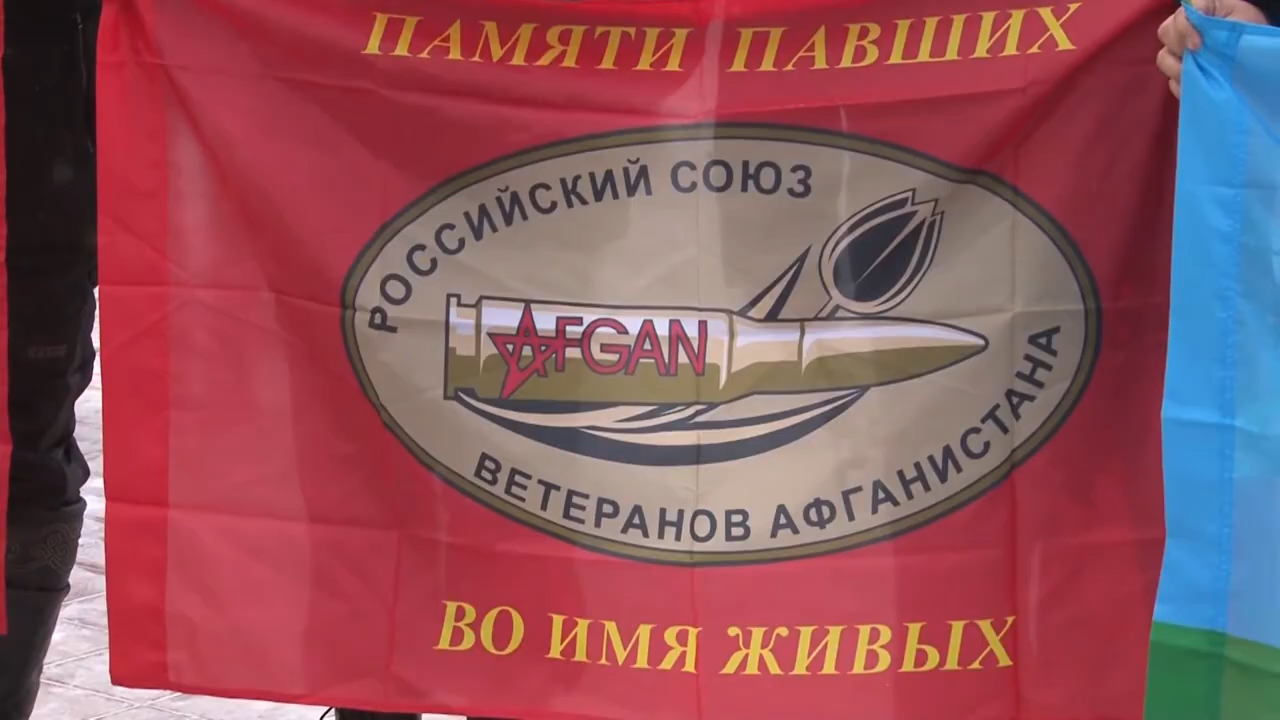 ПАМЯТИ ПАВШИХ
РОССИЙСКИЙ СОЮЗ
AFGAN
ВЕТЕРАНОВ АФГАНИСТАНА
ВО ИМЯ ЖИВЫХ